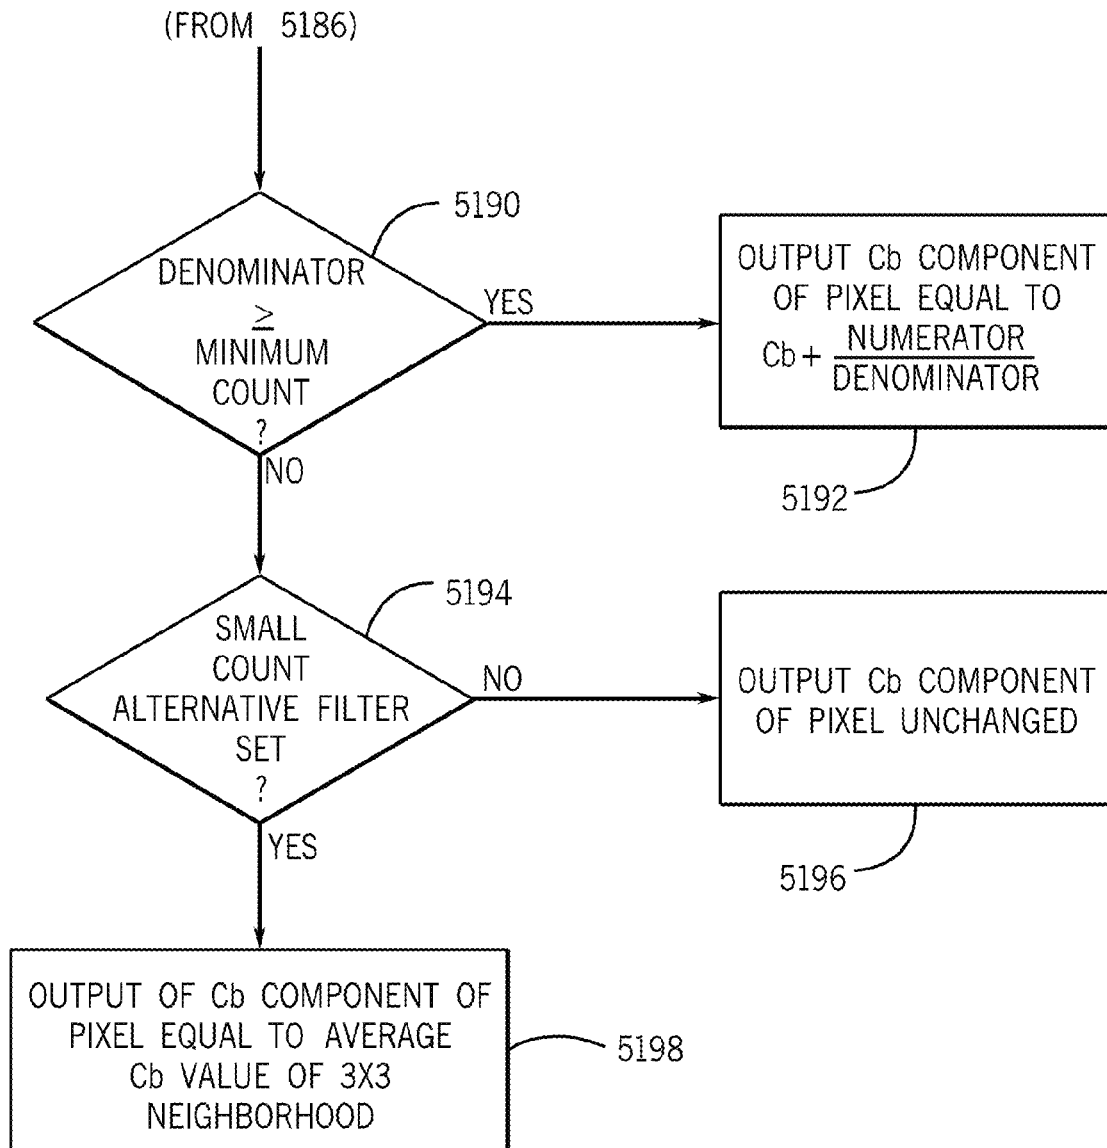 (FROM 5186)
5190
DENOMINATOR
≥
MINIMUM
COUNT
?
YES
OUTPUT Cb COMPONENT
OF PIXEL EQUAL TO
Cb + NUMERATOR
DENOMINATOR
5192
NO
5194
SMALL
COUNT
ALTERNATIVE FILTER
SET
?
NO
OUTPUT Cb COMPONENT
OF PIXEL UNCHANGED
5196
YES
OUTPUT OF Cb COMPONENT OF
PIXEL EQUAL TO AVERAGE
Cb VALUE OF 3X3
NEIGHBORHOOD
5198